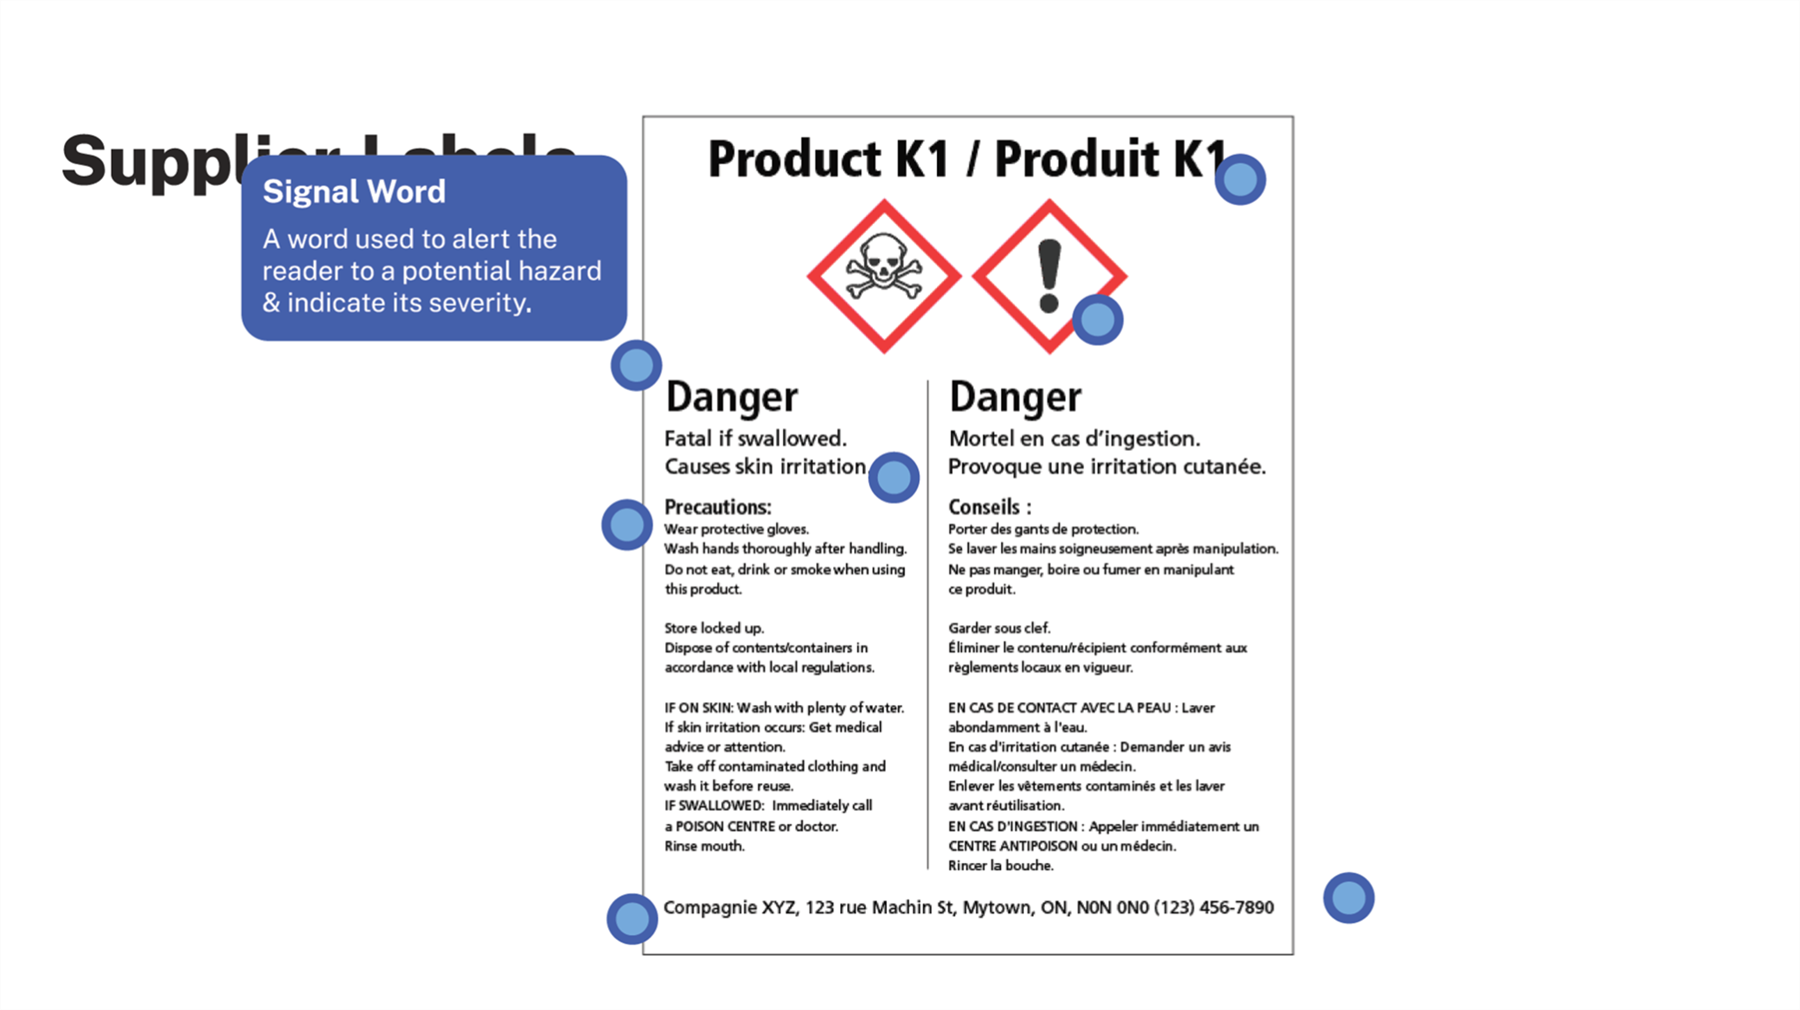 Supplier Labels
Signal Word
A word used to alert the
reader to a potential hazard
& indicate its severity.
Product K1 / Produit K1
Danger
Fatal if swallowed.
Causes skin irritation.
Precautions:
Wear protective gloves.
Wash hands thoroughly after handling.
Do not eat, drink or smoke when using
this product.
Store locked up.
Dispose of contents/containers in
accordance with local regulations.
IF ON SKIN: Wash with plenty of water.
If skin irritation occurs: Get medical
advice or attention.
Take off contaminated clothing and
wash it before reuse.
IF SWALLOWED: Immediately call
a POISON CENTRE or doctor.
Rinse mouth.
Danger
Mortel en cas d’ingestion.
Provoque une irritation cutanée.
Conseils :
Porter des gants de protection.
Se laver les mains soigneusement après manipulation.
Ne pas manger, boire ou fumer en manipulant
ce produit.
Garder sous clef.
Éliminer le contenu/récipient conformément aux
règlements locaux en vigueur.
EN CAS DE CONTACT AVEC LA PEAU : Laver
abondamment à l'eau.
En cas d'irritation cutanée : Demander un avis
médical/consulter un médecin.
Enlever les vêtements contaminés et les laver
avant réutilisation.
EN CAS D'INGESTION : Appeler immédiatement un
CENTRE ANTIPOISON ou un médecin.
Rincer la bouche.
Compagnie XYZ, 123 rue Machin St, Mytown, ON, N0N 0N0 (123) 456-7890